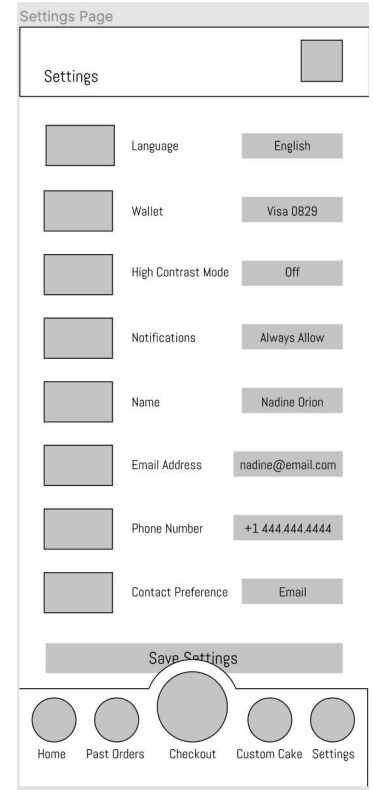 Settings Page
Settings
Language English
Wallet Visa 0829
High Contrast Mode Off
Notifications Always Allow
Name Nadine Orion
Email Address nadine@email.com
Phone Number +1 444.444.4444
Contact Preference Email
Save Settings
Home Past Orders Checkout Custom Cake Settings